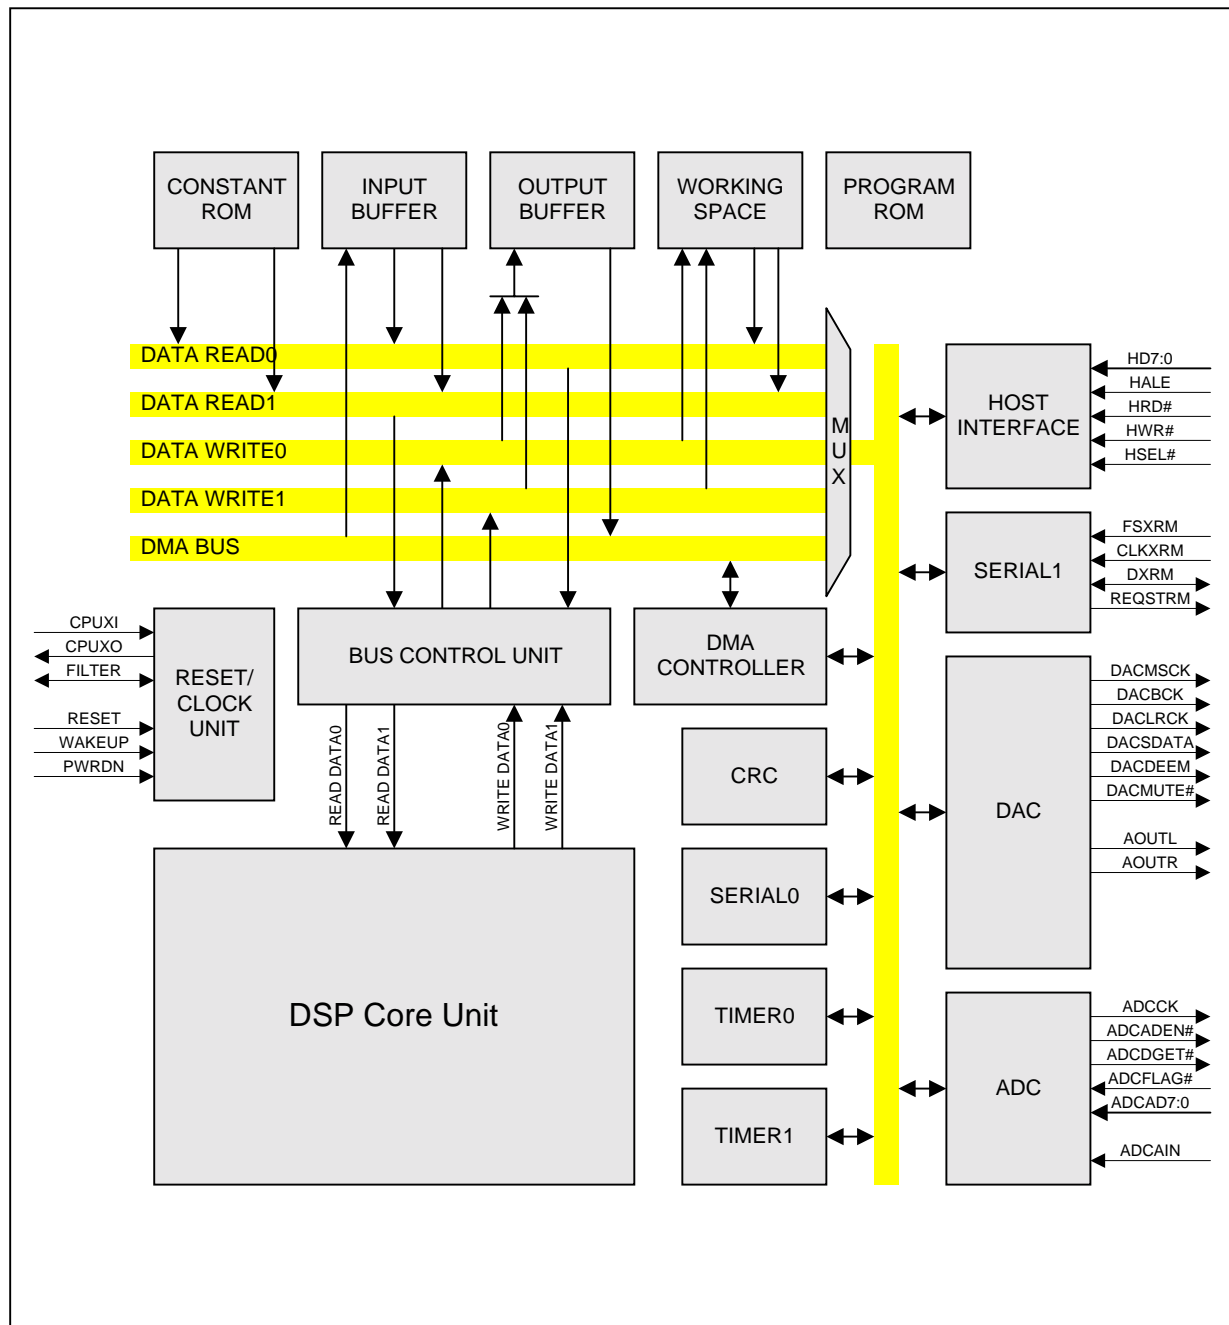 CONSTANT
ROM
INPUT
BUFFER
OUTPUT
BUFFER
WORKING
SPACE
PROGRAM
ROM
DATA READ0
DATA READ1
DATA WRITE0
DATA WRITE1
DMA BUS
MUX
HOST
INTERFACE
HD7:0
HALE
HRD#
HWR#
HSEL#
SERIAL1
FSXRM
CLKXRM
DXRM
REQSTRM
CPUXI
CPUXO
FILTER
RESET
WAKEUP
PWRDN
RESET/
CLOCK
UNIT
BUS CONTROL UNIT
DMA
CONTROLLER
READ DATA0
READ DATA1
WRITE DATA0
WRITE DATA1
CRC
DAC
DACMSCK
DACBCK
DACLRCK
DACSDATA
DACDEEM
DACMUTE#
AOUTL
AOUTR
SERIAL0
DSP Core Unit
TIMER0
TIMER1
ADC
ADCCK
ADCADEN#
ADCDGET#
ADCFLAG#
ADCAD7:0
ADCAIN